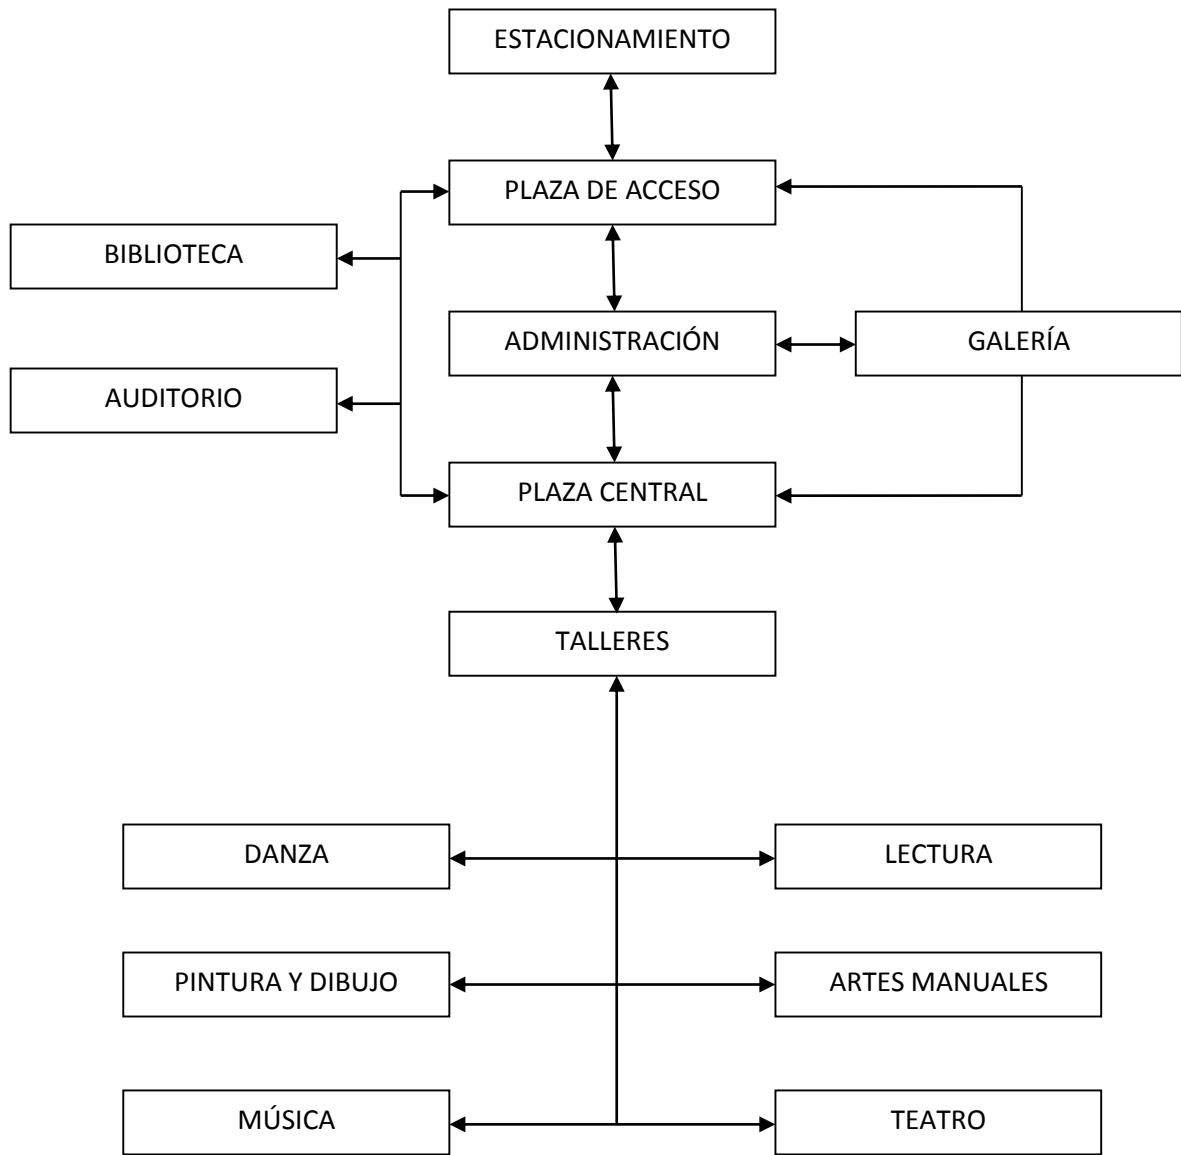 ESTACIONAMIENTO
PLAZA DE ACCESO
BIBLIOTECA
ADMINISTRACIÓN
GALERÍA
AUDITORIO
PLAZA CENTRAL
TALLERES
DANZA
LECTURA
PINTURA Y DIBUJO
ARTES MANUALES
MÚSICA
TEATRO